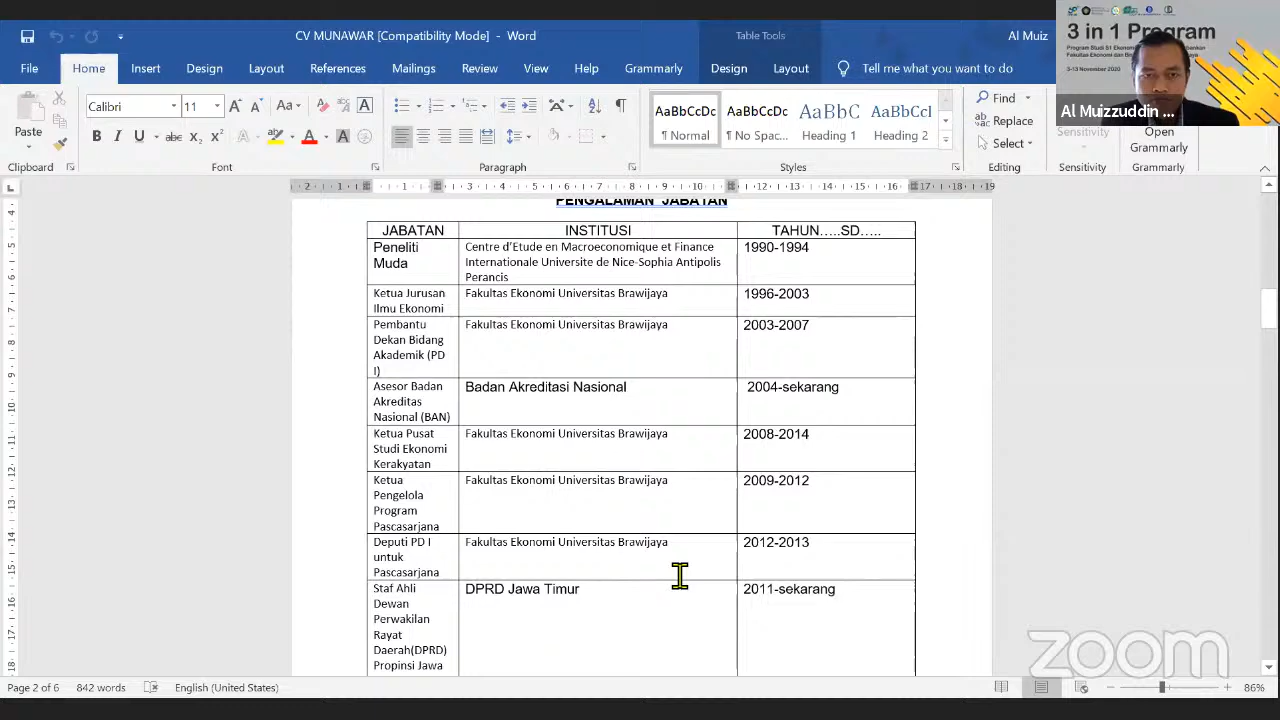 CV MUNAWAR [Compatibility Mode] - Word
Table Tools
Al Muiz
File Home Insert Design Layout References Mailings Review View Help Grammarly Design Layout Tell me what you want to do
3 in 1 Program
3-13 November 2020
Al Muizzuddin ...
Paste
Calibri 11
AaBbCcDc AaBbCcDc AaBbC AaBbCcI
¶ Normal ¶ No Spac... Heading 1 Heading 2
Find
Replace
Select
Sensitivity
Open
Grammarly
Clipboard Font Paragraph Styles Editing Sensitivity Grammarly
PENGALAMAN JABATAN
JABATAN INSTITUSI TAHUN…..SD…..
Peneliti Centre d’Etude en Macroeconomique et Finance 1990-1994
Muda Internationale Universite de Nice-Sophia Antipolis
Perancis
Ketua Jurusan Fakultas Ekonomi Universitas Brawijaya 1996-2003
Ilmu Ekonomi
Pembantu Fakultas Ekonomi Universitas Brawijaya 2003-2007
Dekan Bidang
Akademik (PD
I)
Asesor Badan Badan Akreditasi Nasional 2004-sekarang
Akreditas
Nasional (BAN)
Ketua Pusat Fakultas Ekonomi Universitas Brawijaya 2008-2014
Studi Ekonomi
Kerakyatan
Ketua Fakultas Ekonomi Universitas Brawijaya 2009-2012
Pengelola
Program
Pascasarjana
Deputi PD I Fakultas Ekonomi Universitas Brawijaya 2012-2013
untuk
Pascasarjana
Staf Ahli DPRD Jawa Timur 2011-sekarang
Dewan
Perwakilan
Rayat
Daerah(DPRD)
Propinsi Jawa
zoom
Page 2 of 6 842 words English (United States) 86%